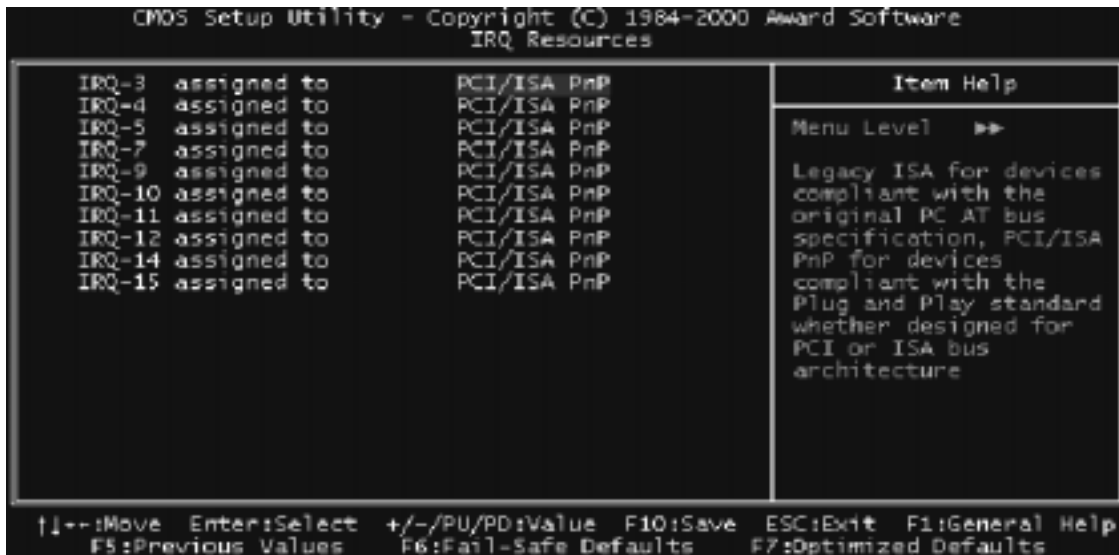 CMOS Setup Utility - Copyright (C) 1984-2000 Award Software
IRQ Resources
IRQ-3 assigned to PCI/ISA PnP
IRQ-4 assigned to PCI/ISA PnP
IRQ-5 assigned to PCI/ISA PnP
IRQ-7 assigned to PCI/ISA PnP
IRQ-9 assigned to PCI/ISA PnP
IRQ-10 assigned to PCI/ISA PnP
IRQ-11 assigned to PCI/ISA PnP
IRQ-12 assigned to PCI/ISA PnP
IRQ-14 assigned to PCI/ISA PnP
IRQ-15 assigned to PCI/ISA PnP
Item Help
Menu Level ▶▶
Legacy ISA for devices
compliant with the
original PC AT bus
specification, PCI/ISA
PnP for devices
compliant with the
Plug and Play standard
whether designed for
PCI or ISA bus
architecture
↑↓→←:Move Enter:Select +/-/PU/PD:Value F10:Save ESC:Exit F1:General Help
F5:Previous Values F6:Fail-Safe Defaults F7:Optimized Defaults